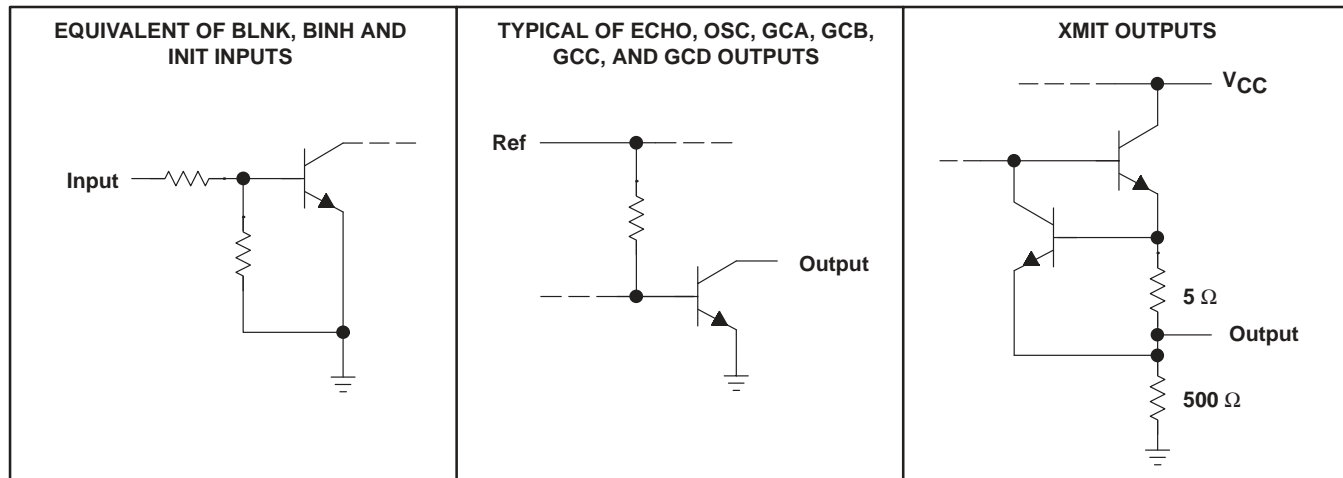 EQUIVALENT OF BLNK, BINH AND
INIT INPUTS
Input
TYPICAL OF ECHO, OSC, GCA, GCB,
GCC, AND GCD OUTPUTS
Ref
Output
XMIT OUTPUTS
VCC
5 Ω
Output
500 Ω